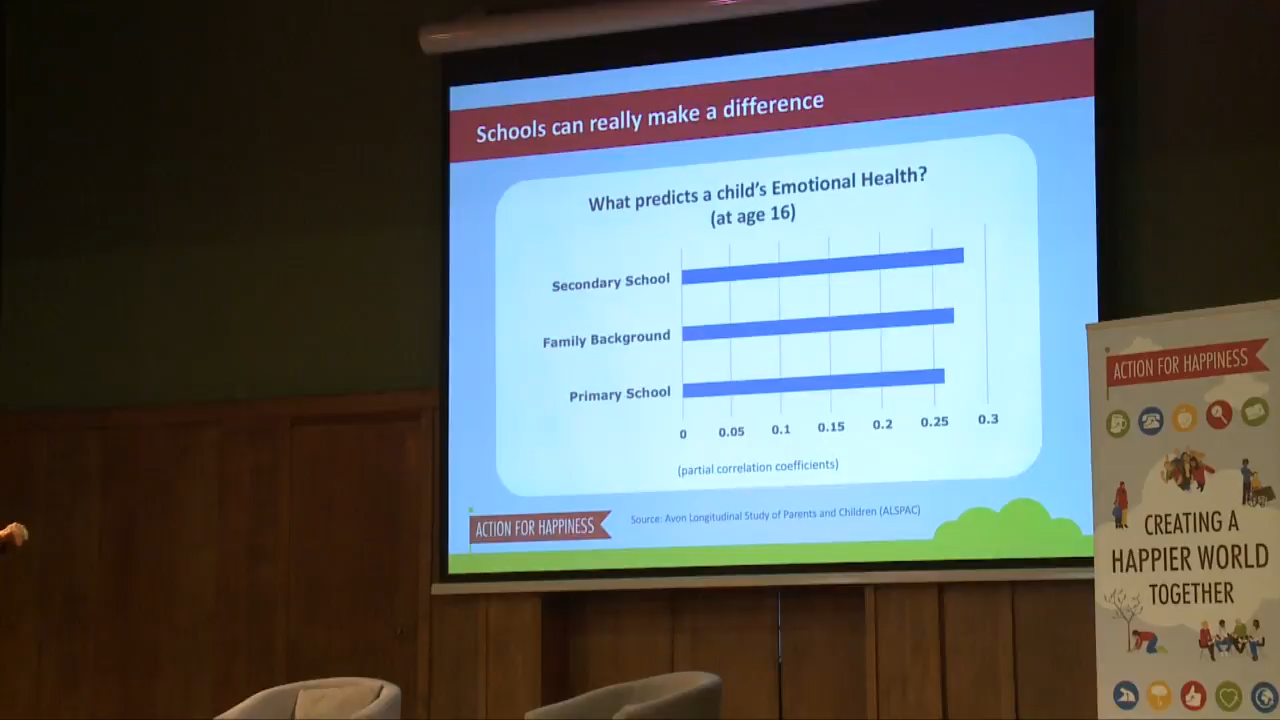 Schools can really make a difference
What predicts a child's Emotional Health?
(at age 16)
Secondary School
Family Background
Primary School
0 0.05 0.1 0.15 0.2 0.25 0.3
(partial correlation coefficients)
ACTION FOR HAPPINESS
Source: Avon Longitudinal Study of Parents and Children (ALSPAC)
ACTION FOR HAPPINESS
CREATING A
HAPPIER WORLD
TOGETHER